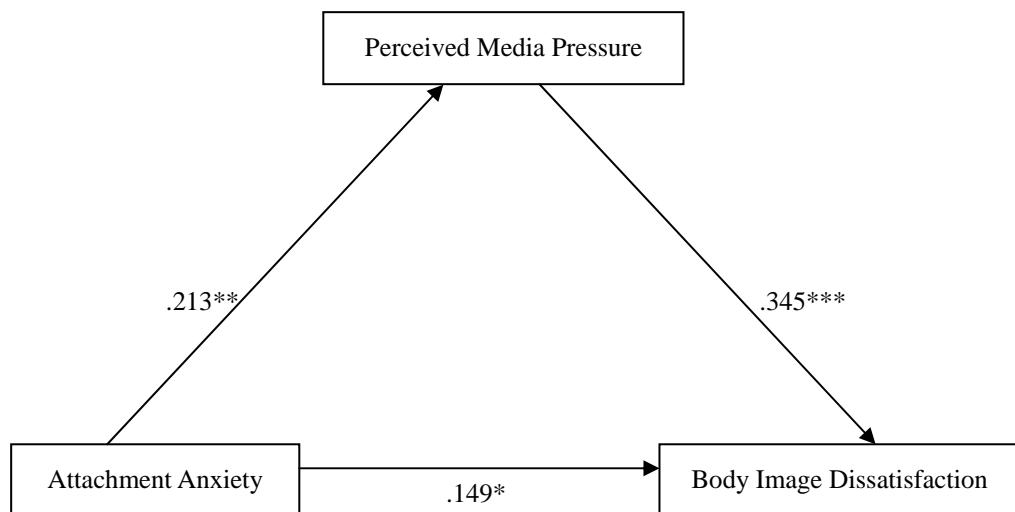 Perceived Media Pressure
.213**
.345***
Attachment Anxiety
.149*
Body Image Dissatisfaction